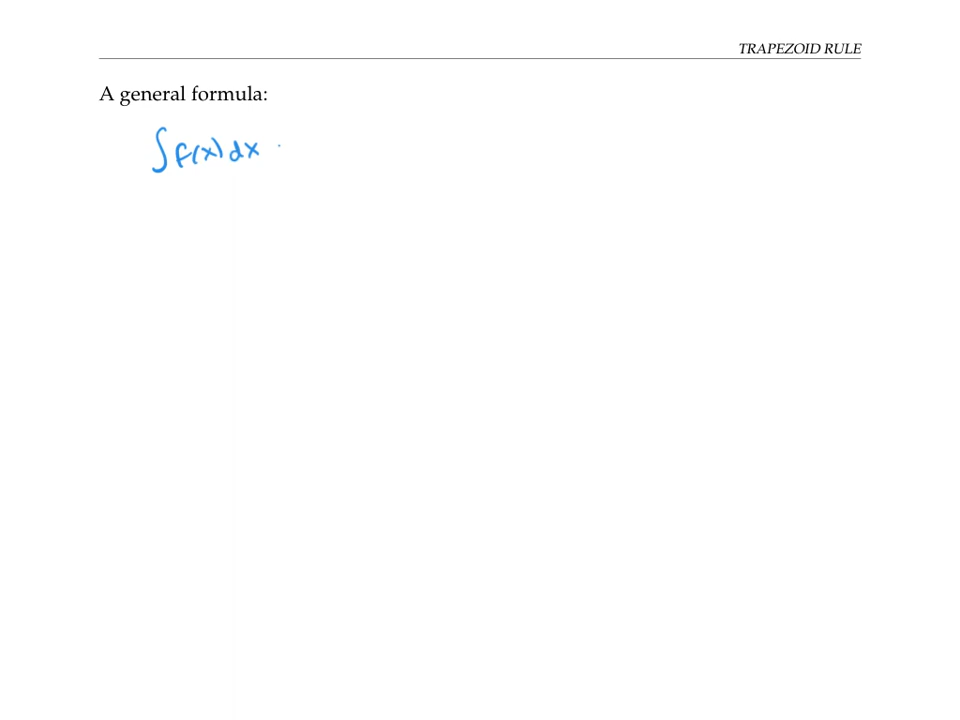 TRAPEZOID RULE
A general formula:
∫ f(x) dx